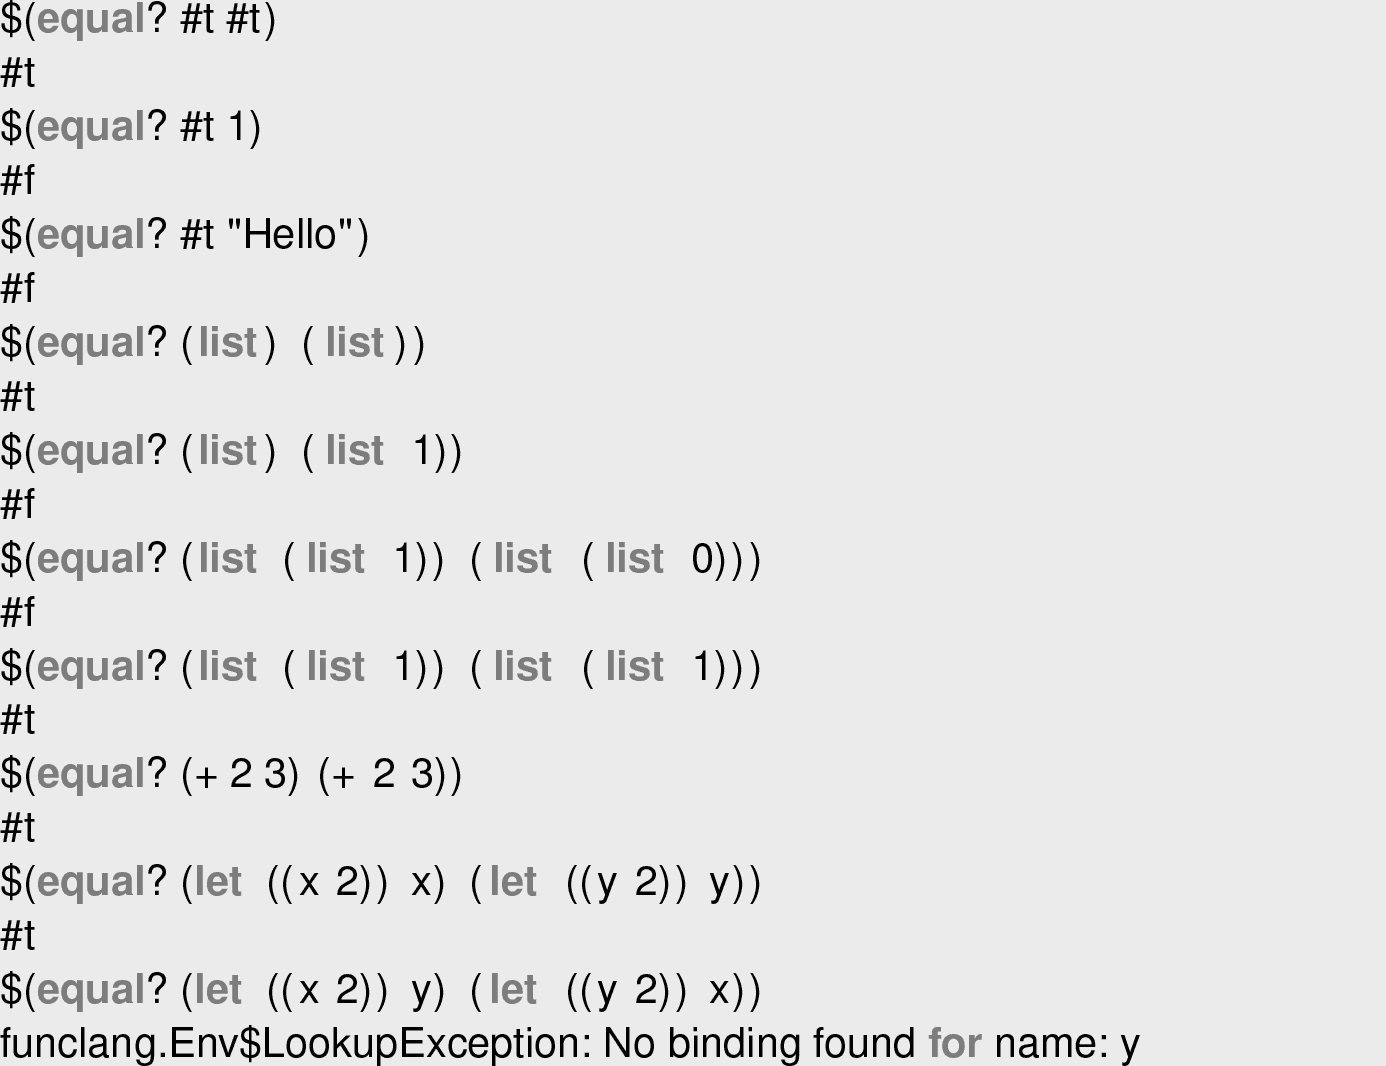 $(equal? #t #t)
#t
$(equal? #t 1)
#f
$(equal? #t "Hello")
#f
$(equal? (list) (list))
#t
$(equal? (list) (list 1))
#f
$(equal? (list (list 1)) (list (list 0)))
#f
$(equal? (list (list 1)) (list (list 1)))
#t
$(equal? (+ 2 3) (+ 2 3))
#t
$(equal? (let ((x 2)) x) (let ((y 2)) y))
#t
$(equal? (let ((x 2)) y) (let ((y 2)) x))
funclang.Env$LookupException: No binding found for name: y